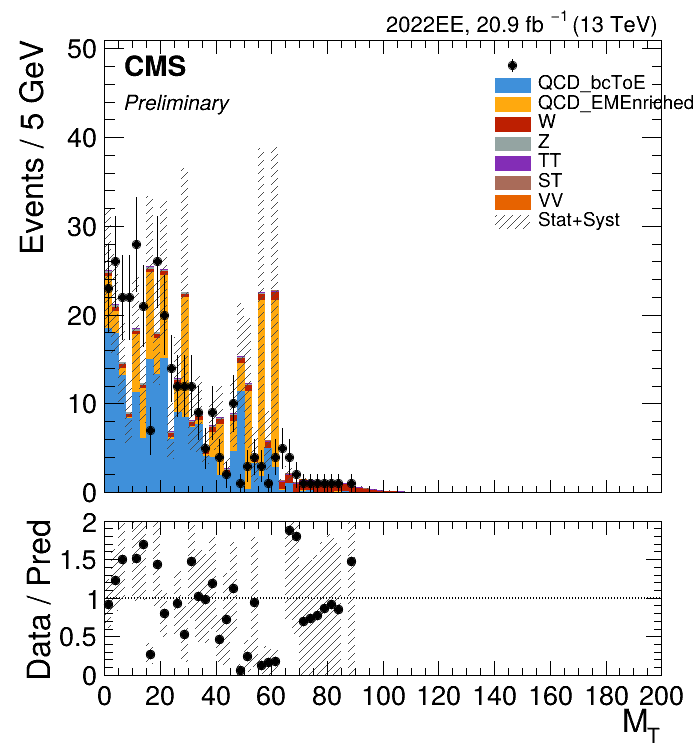 2022EE, 20.9 fb⁻¹ (13 TeV)
Events / 5 GeV
50
40
30
20
10
0
CMS
Preliminary
QCD_bcToE
QCD_EMEnriched
W
Z
TT
ST
VV
Stat+Syst
Data / Pred
2
1.5
1
0.5
0
0 20 40 60 80 100 120 140 160 180 200
M_T